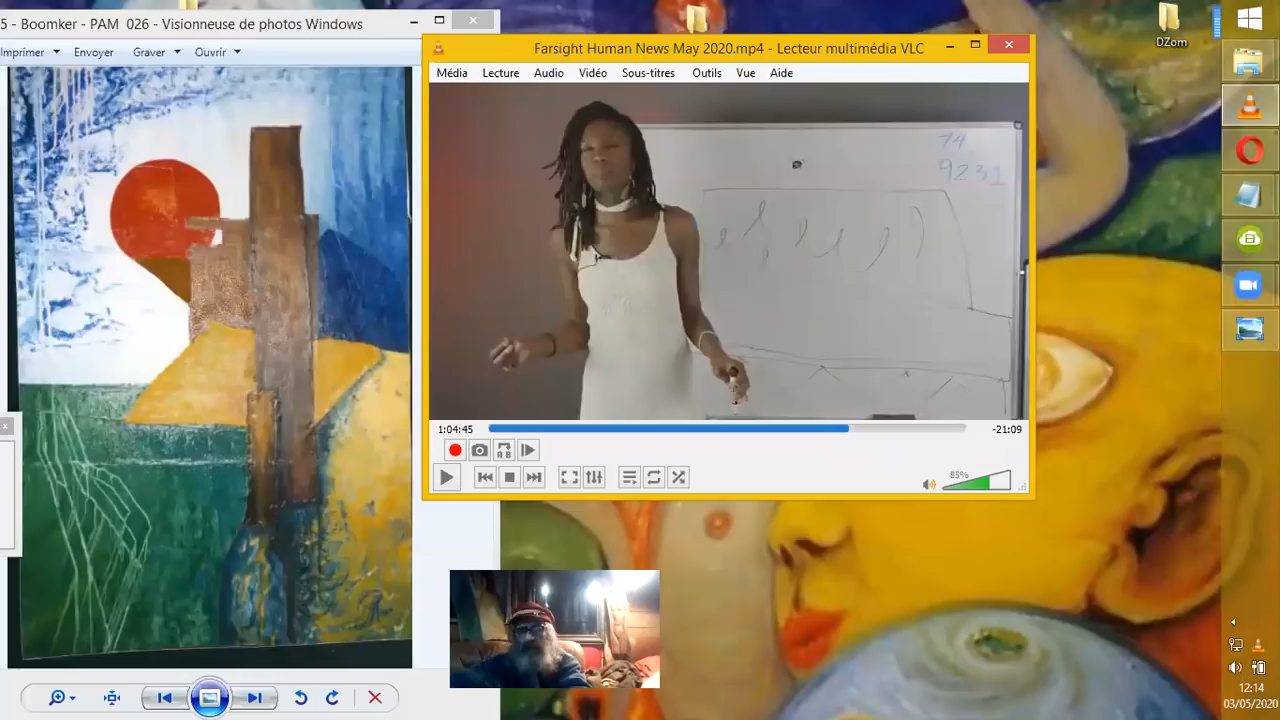 5 - Boomker - PAM 026 - Visionneuse de photos Windows
Imprimer Envoyer Graver Ouvrir
Farsight Human News May 2020.mp4 - Lecteur multimédia VLC
Média Lecture Audio Vidéo Sous-titres Outils Vue Aide
74
9231
1:04:45
-21:09
A B
85%
DZom
12:14
03/05/2020